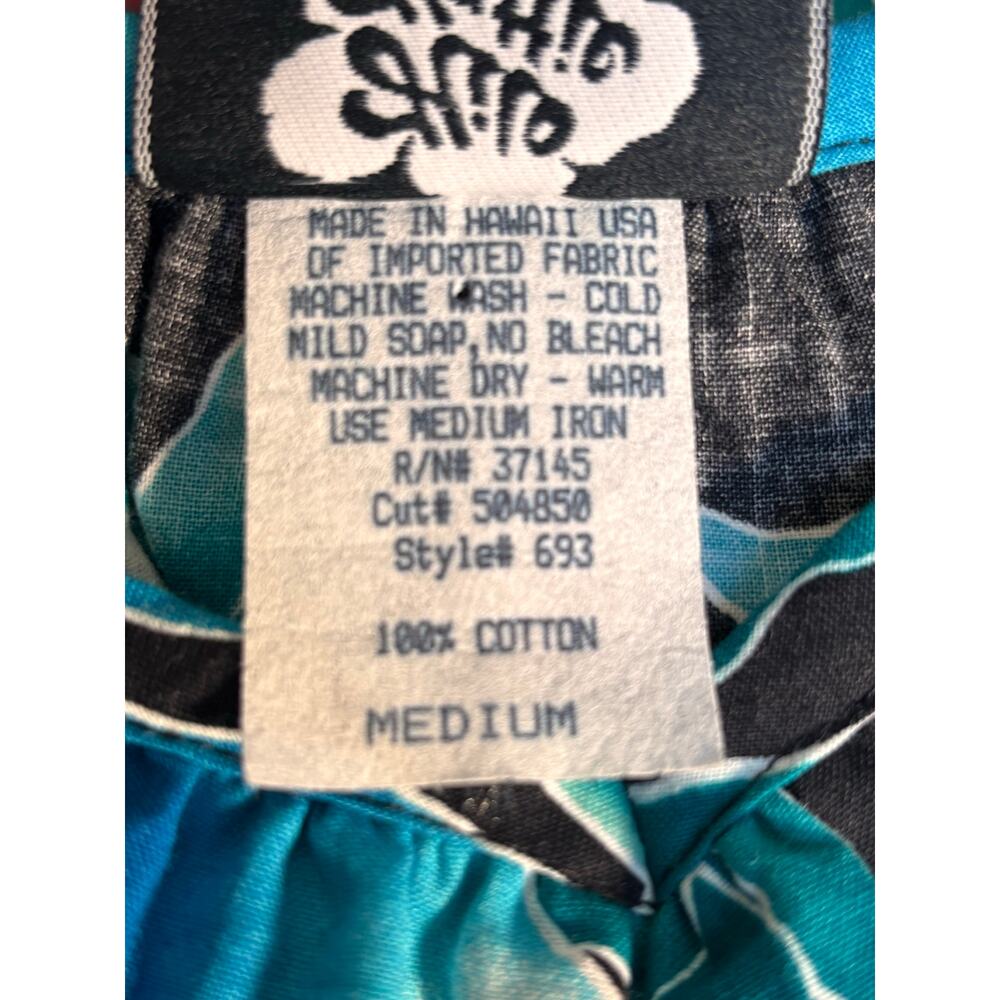 MADE IN HAWAII USA
OF IMPORTED FABRIC
MACHINE WASH - COLD
MILD SOAP, NO BLEACH
MACHINE DRY - WARM
USE MEDIUM IRON
R/N# 37145
Cut# 504850
Style# 693
100% COTTON
MEDIUM